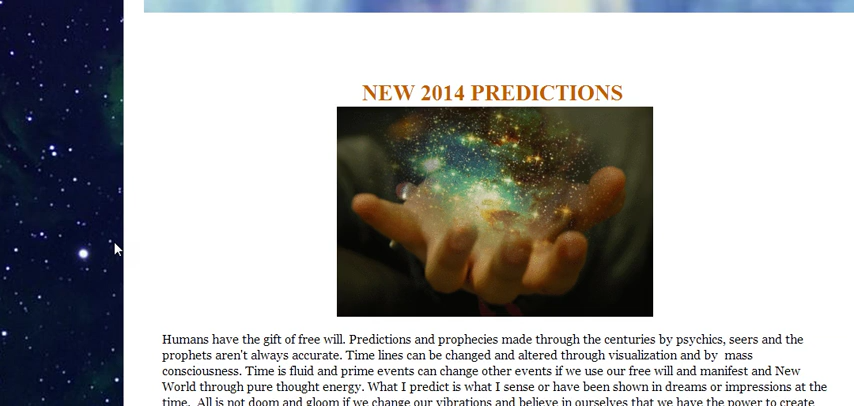 NEW 2014 PREDICTIONS
Humans have the gift of free will. Predictions and prophecies made through the centuries by psychics, seers and the
prophets aren't always accurate. Time lines can be changed and altered through visualization and by  mass
consciousness. Time is fluid and prime events can change other events if we use our free will and manifest and New
World through pure thought energy. What I predict is what I sense or have been shown in dreams or impressions at the
time.  All is not doom and gloom if we change our vibrations and believe in ourselves that we have the power to create